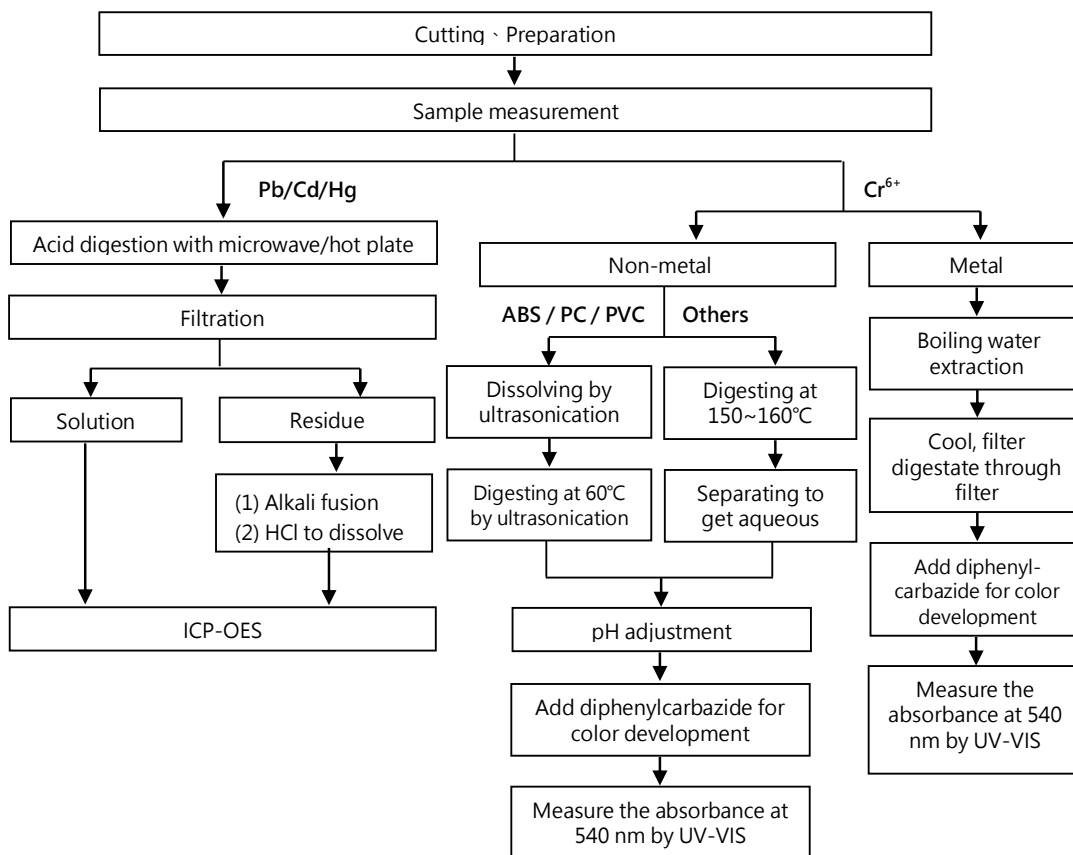 Cutting、Preparation
Sample measurement
Pb/Cd/Hg
Cr⁶⁺
Acid digestion with microwave/hot plate
Non-metal
Metal
Filtration
ABS / PC / PVC
Others
Boiling water
extraction
Solution
Residue
Dissolving by
ultrasonication
Digesting at
150~160℃
Cool, filter
digestate through
filter
(1) Alkali fusion
(2) HCl to dissolve
Digesting at 60℃
by ultrasonication
Separating to
get aqueous
Add diphenyl-
carbazide for color
development
ICP-OES
pH adjustment
Measure the
absorbance at 540
nm by UV-VIS
Add diphenylcarbazide for
color development
Measure the absorbance at
540 nm by UV-VIS